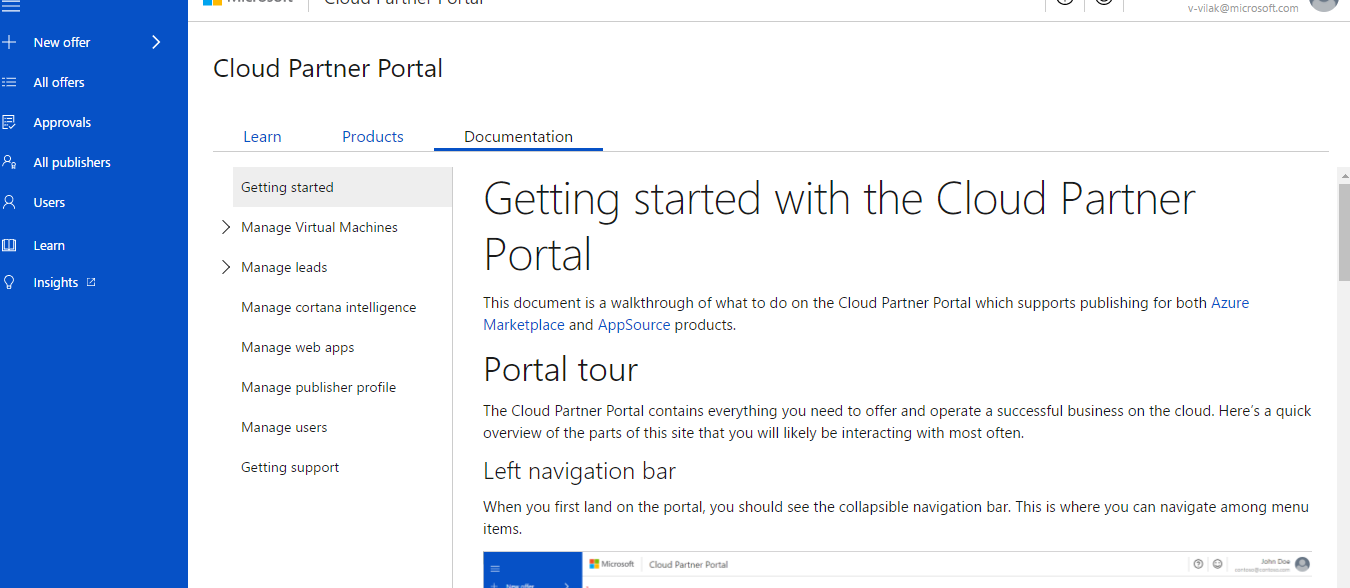 Microsoft Cloud Partner Portal
v-vilak@microsoft.com
New offer
All offers
Approvals
All publishers
Users
Learn
Insights
Cloud Partner Portal
Learn Products Documentation
Getting started
Manage Virtual Machines
Manage leads
Manage cortana intelligence
Manage web apps
Manage publisher profile
Manage users
Getting support
Getting started with the Cloud Partner
Portal
This document is a walkthrough of what to do on the Cloud Partner Portal which supports publishing for both Azure
Marketplace and AppSource products.
Portal tour
The Cloud Partner Portal contains everything you need to offer and operate a successful business on the cloud. Here's a quick
overview of the parts of this site that you will likely be interacting with most often.
Left navigation bar
When you first land on the portal, you should see the collapsible navigation bar. This is where you can navigate among menu
items.
Microsoft Cloud Partner Portal
John Doe
contoso@contoso.com
New offer